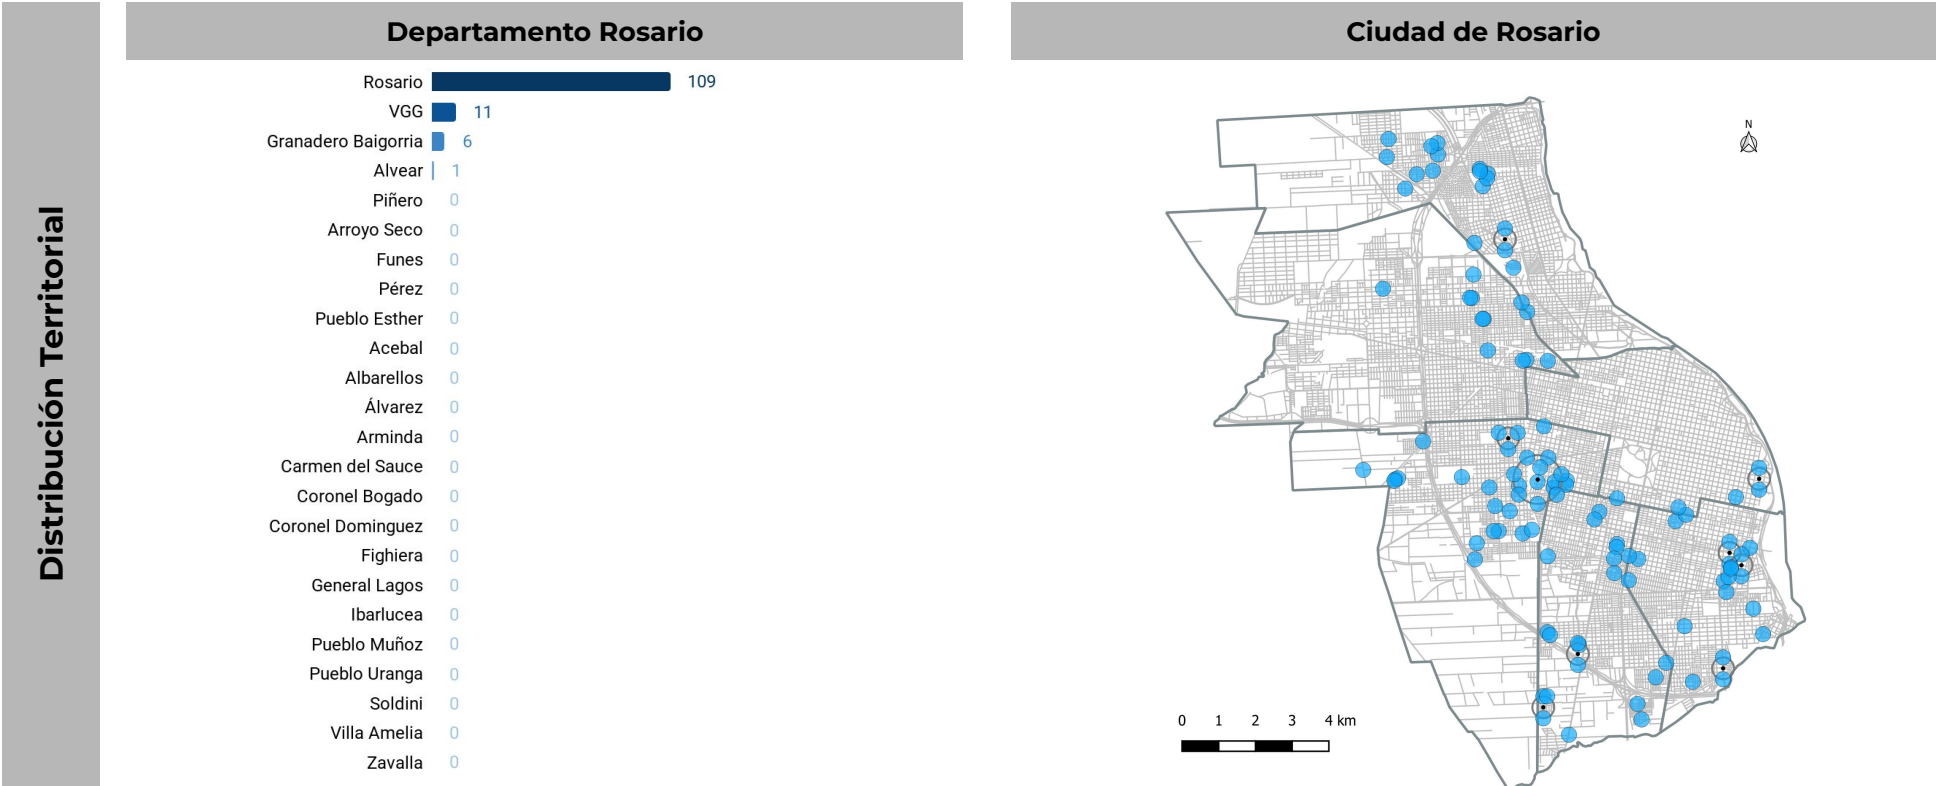 Distribución Territorial
Departamento Rosario
Rosario 109
VGG 11
Granadero Baigorria 6
Alvear 1
Piñero 0
Arroyo Seco 0
Funes 0
Pérez 0
Pueblo Esther 0
Acebal 0
Albarellos 0
Álvarez 0
Arminda 0
Carmen del Sauce 0
Coronel Bogado 0
Coronel Dominguez 0
Fighiera 0
General Lagos 0
Ibarlucea 0
Pueblo Muñoz 0
Pueblo Uranga 0
Soldini 0
Villa Amelia 0
Zavalla 0
Ciudad de Rosario
N
0 1 2 3 4 km